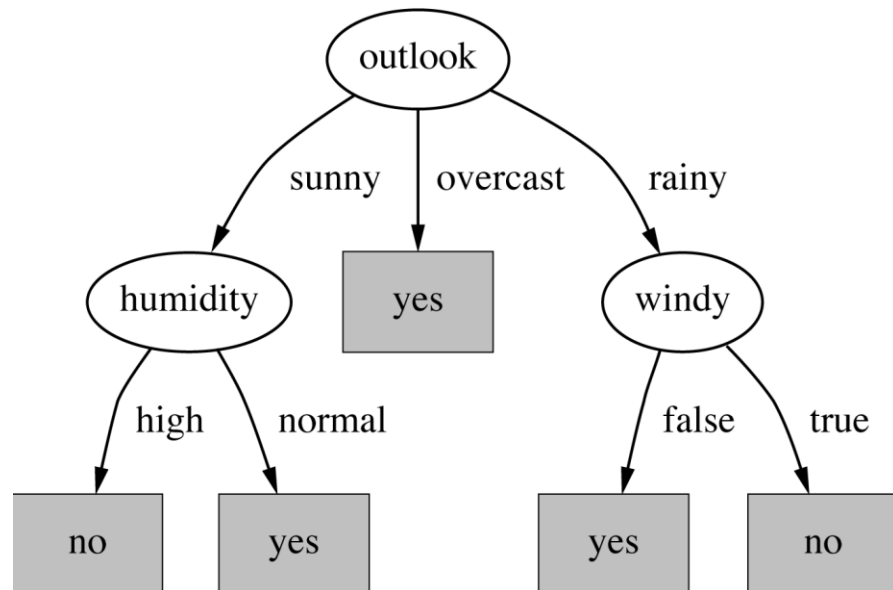 outlook
sunny overcast rainy
humidity yes windy
high normal false true
no yes yes no